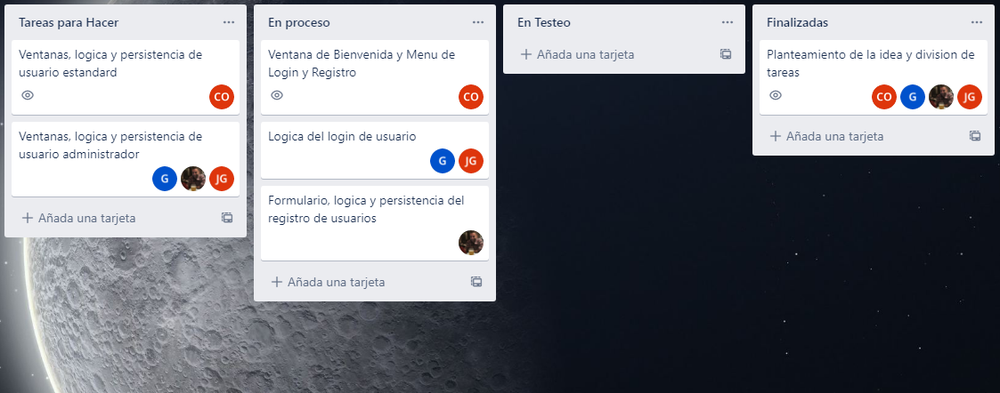 Tareas para Hacer
Ventanas, logica y persistencia de
usuario estandard
CO
Ventanas, logica y persistencia de
usuario administrador
G JG
Añada una tarjeta
En proceso
Ventana de Bienvenida y Menu de
Login y Registro
CO
Logica del login de usuario
G JG
Formulario, logica y persistencia del
registro de usuarios
Añada una tarjeta
En Testeo
Añada una tarjeta
Finalizadas
Planteamiento de la idea y division de
tareas
CO G JG
Añada una tarjeta